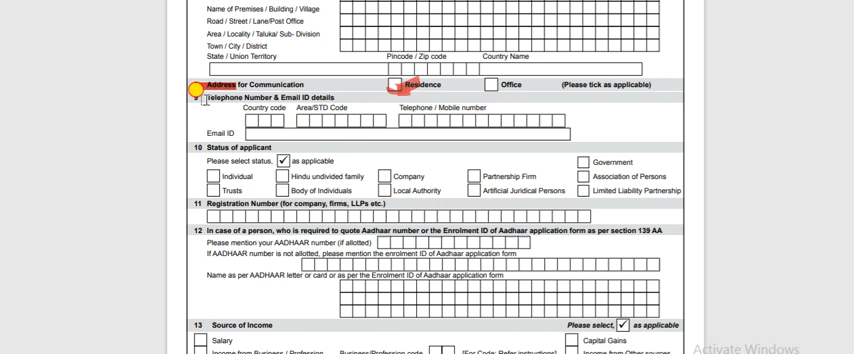 Name of Premises / Building / Village
Road / Street / Lane/Post Office
Area / Locality / Taluka/ Sub- Division
Town / City / District
State / Union Territory Pincode / Zip code Country Name
Address for Communication Residence Office (Please tick as applicable)
9 Telephone Number & Email ID details
Country code Area/STD Code Telephone / Mobile number
Email ID
10 Status of applicant
Please select status, ✓ as applicable Government
Individual Hindu undivided family Company Partnership Firm Association of Persons
Trusts Body of Individuals Local Authority Artificial Juridical Persons Limited Liability Partnership
11 Registration Number (for company, firms, LLPs etc.)
12 In case of a person, who is required to quote Aadhaar number or the Enrolment ID of Aadhaar application form as per section 139 AA
Please mention your AADHAAR number (if allotted)
If AADHAAR number is not allotted, please mention the enrolment ID of Aadhaar application form
Name as per AADHAAR letter or card or as per the Enrolment ID of Aadhaar application form
13 Source of Income Please select, ✓ as applicable
Salary Capital Gains
Income from Business / Profession Business/Profession code [For Code: Refer instructions] Income from Other sources
Activate Windows